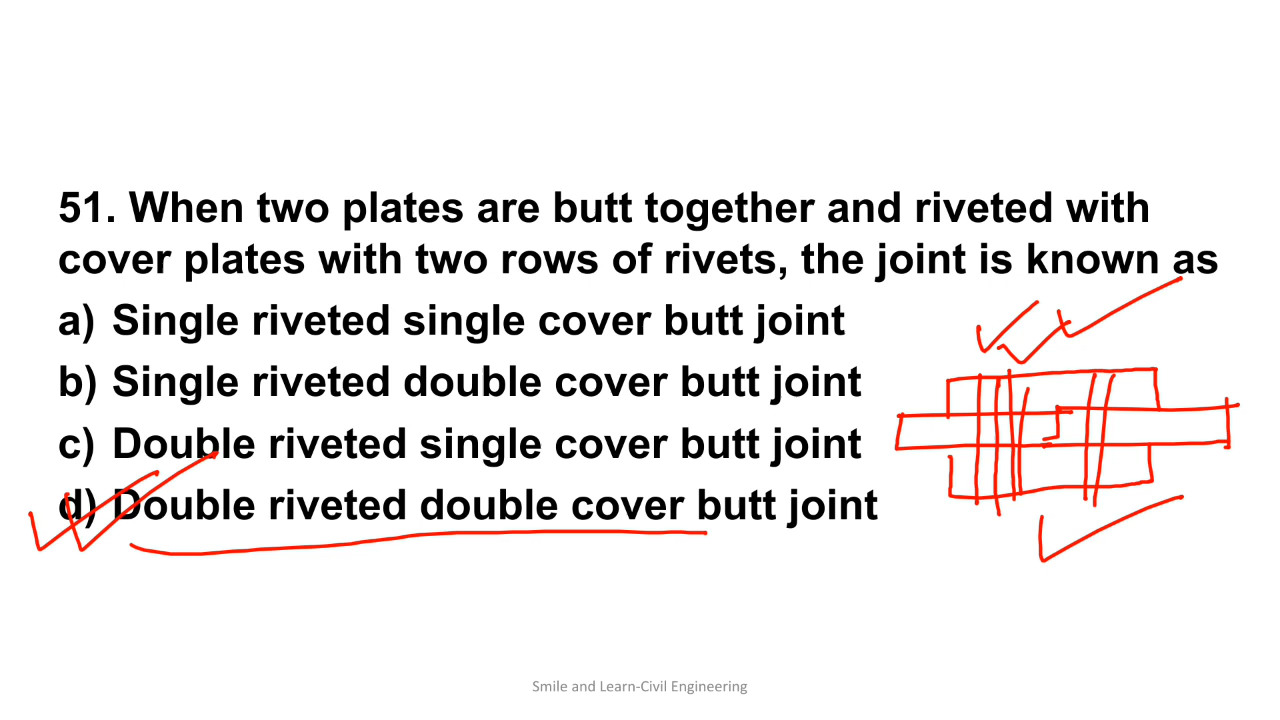 51. When two plates are butt together and riveted with
cover plates with two rows of rivets, the joint is known as
a) Single riveted single cover butt joint
b) Single riveted double cover butt joint
c) Double riveted single cover butt joint
d) Double riveted double cover butt joint
Smile and Learn-Civil Engineering